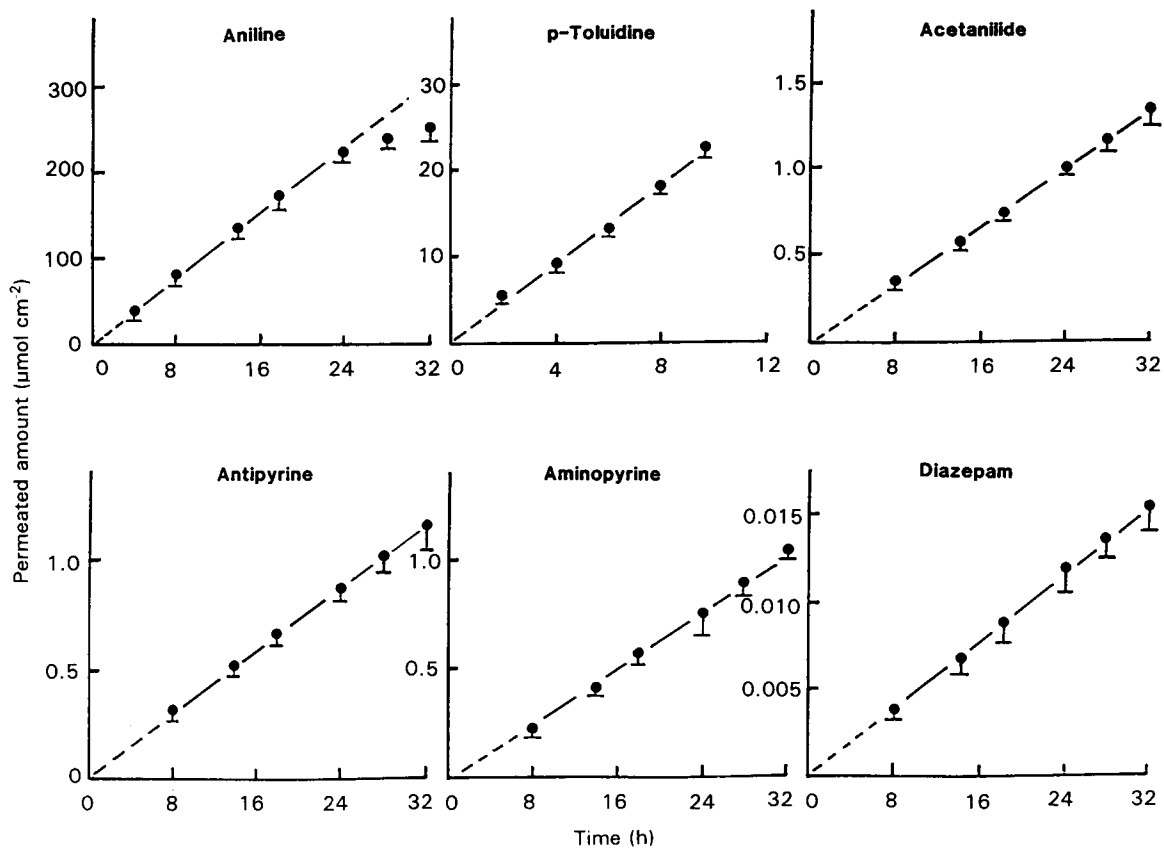 Aniline
300
200
100
0
0 8 16 24 32
p-Toluidine
30
20
10
0 4 8 12
Acetanilide
1.5
1.0
0.5
0 8 16 24 32
Permeated amount (μmol cm⁻²)
Antipyrine
1.0
0.5
0
0 8 16 24 32
Aminopyrine
1.0
0.5
0 8 16 24 32
Diazepam
0.015
0.010
0.005
0 8 16 24 32
Time (h)